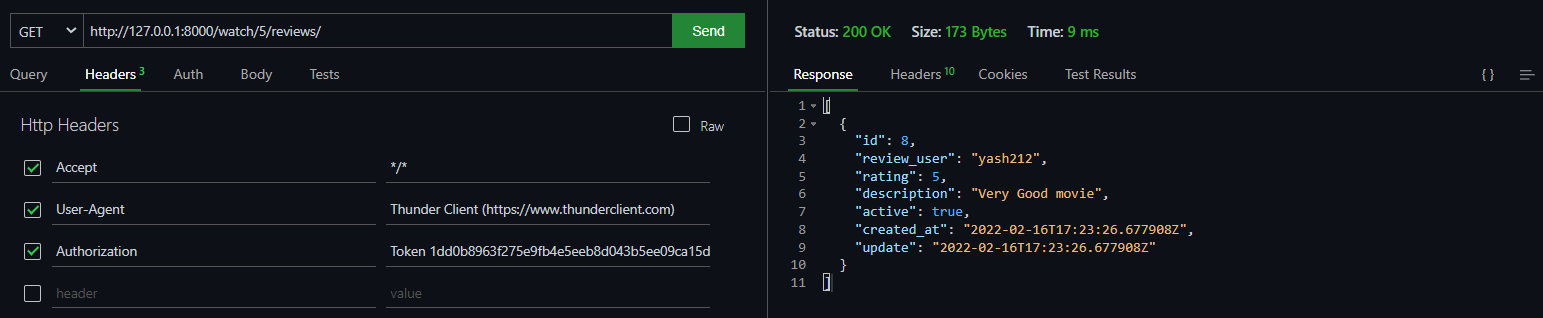 GET http://127.0.0.1:8000/watch/5/reviews/ Send
Query Headers 3 Auth Body Tests
Http Headers Raw
Accept */*
User-Agent Thunder Client (https://www.thunderclient.com)
Authorization Token 1dd0b8963f275e9fb4e5eeb8d043b5ee09ca15d
header value
Status: 200 OK Size: 173 Bytes Time: 9 ms
Response Headers 10 Cookies Test Results { }
1 [
2 {
3 "id": 8,
4 "review_user": "yash212",
5 "rating": 5,
6 "description": "Very Good movie",
7 "active": true,
8 "created_at": "2022-02-16T17:23:26.677908Z",
9 "update": "2022-02-16T17:23:26.677908Z"
10 }
11 ]